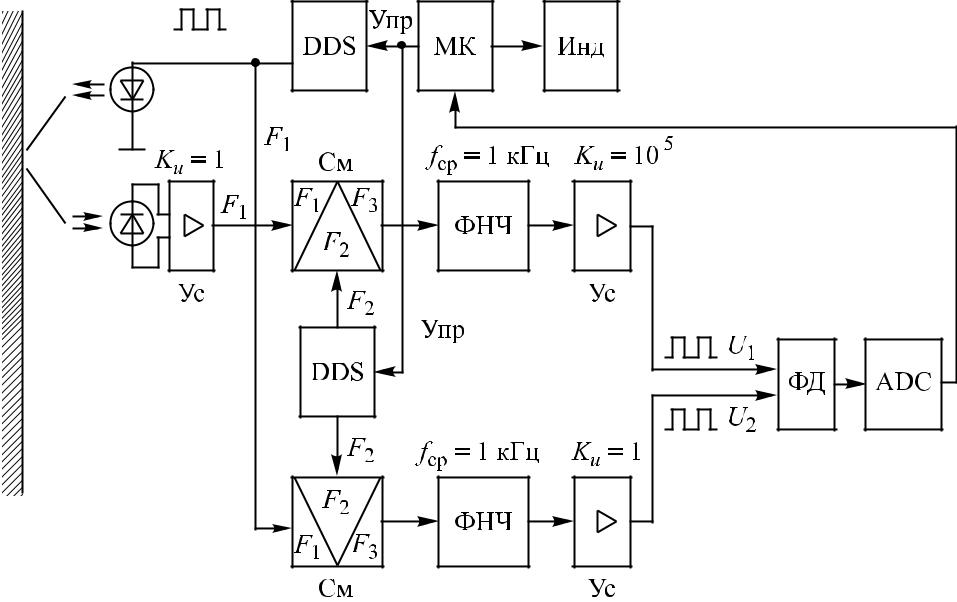 Упр
DDS
МК
Инд
F₁
Kᵤ = 1
См
fср = 1 кГц
Kᵤ = 10⁵
F₁
F₁
F₃
F₂
ФНЧ
Ус
Ус
F₂
Упр
DDS
U₁
ФД
ADC
U₂
F₂
fср = 1 кГц
Kᵤ = 1
F₂
F₁
F₃
ФНЧ
См
Ус